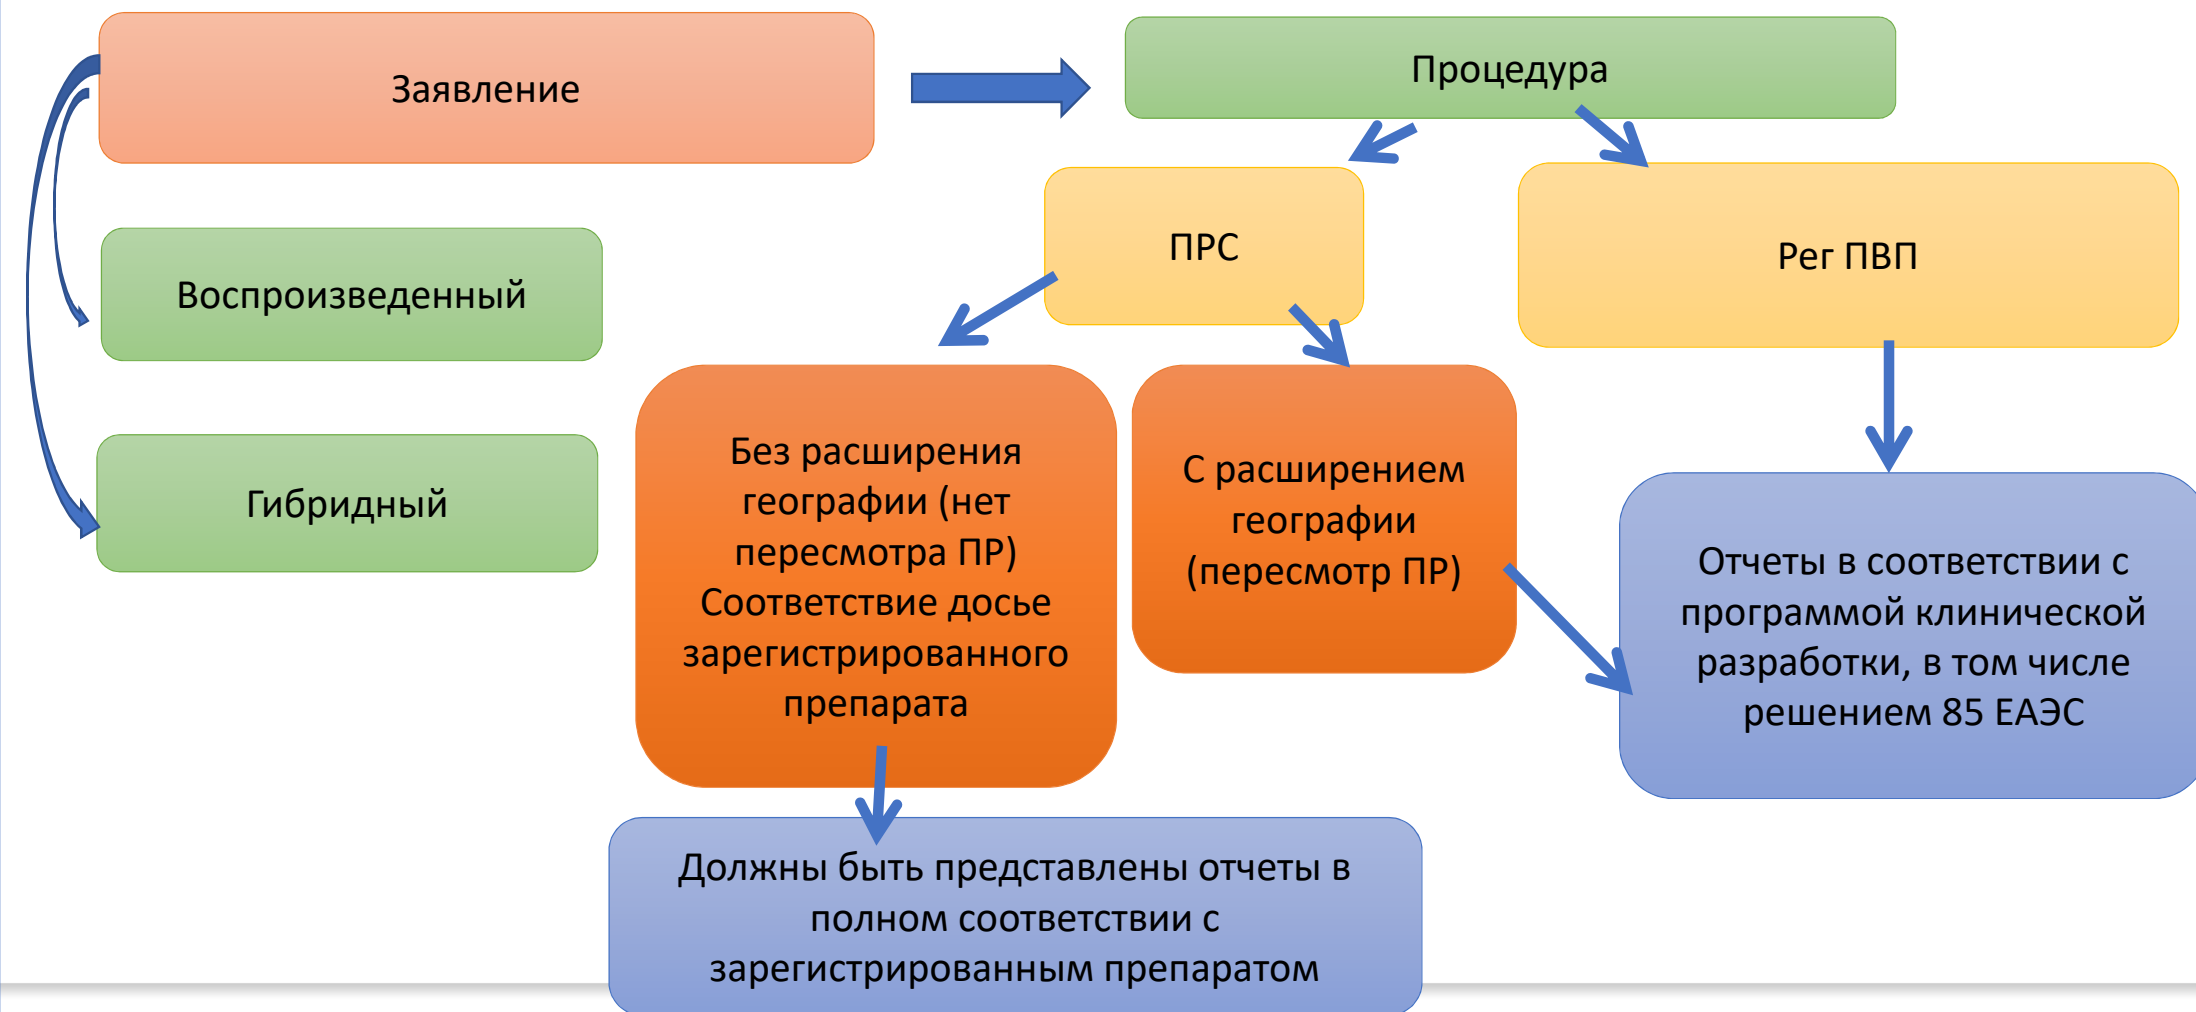 Заявление
Процедура
ПРС
Рег ПВП
Воспроизведенный
Гибридный
Без расширения
географии (нет
пересмотра ПР)
Соответствие досье
зарегистрированного
препарата
С расширением
географии
(пересмотр ПР)
Отчеты в соответствии с
программой клинической
разработки, в том числе
решением 85 ЕАЭС
Должны быть представлены отчеты в
полном соответствии с
зарегистрированным препаратом